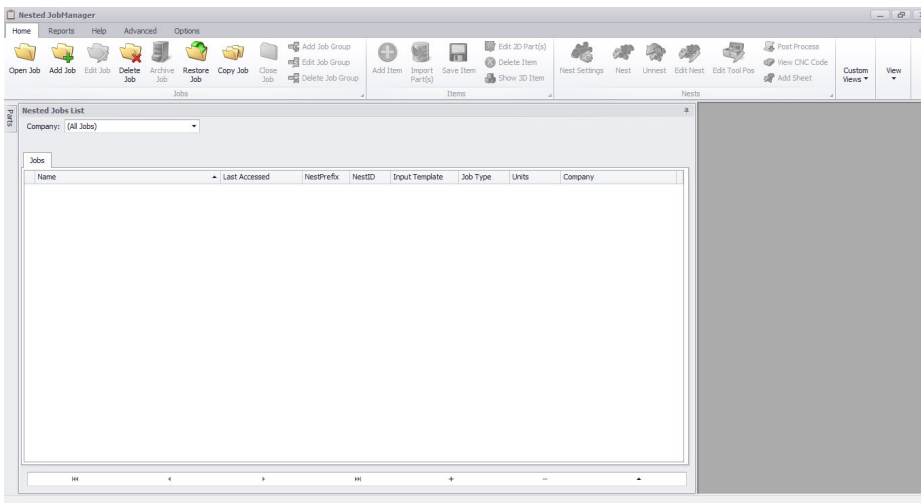 Nested JobManager
Home Reports Help Advanced Options
Open Job Add Job Edit Job Delete Job Archive Job Restore Job Copy Job Close Job
Add Job Group
Edit Job Group
Delete Job Group
Add Item Import Part(s) Save Item
Edit 2D Part(s)
Delete Item
Show 3D Item
Nest Settings Nest Unnest Edit Nest Edit Tool Pos
Post Process
View CNC Code
Add Sheet
Custom Views View
Jobs Items Nests
Parts
Nested Jobs List
Company: (All Jobs)
Jobs
Name Last Accessed NestPrefix NestID Input Template Job Type Units Company